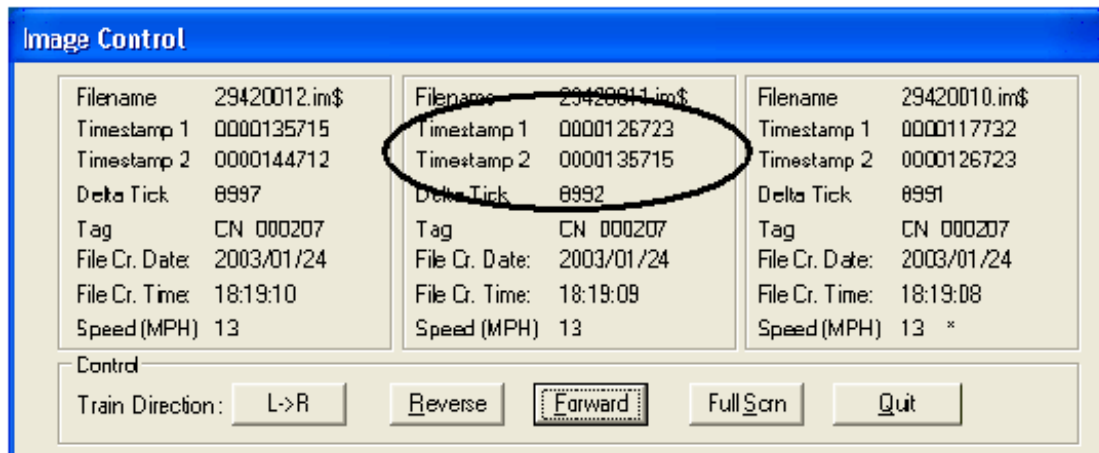 Image Control
Filename 29420012.im$
Timestamp 1 0000135715
Timestamp 2 0000144712
Delta Tick 8997
Tag CN 000207
File Cr. Date: 2003/01/24
File Cr. Time: 18:19:10
Speed (MPH) 13
Filename 29420011.im$
Timestamp 1 0000126723
Timestamp 2 0000135715
Delta Tick 8992
Tag CN 000207
File Cr. Date: 2003/01/24
File Cr. Time: 18:19:09
Speed (MPH) 13
Filename 29420010.im$
Timestamp 1 0000117732
Timestamp 2 0000126723
Delta Tick 8991
Tag CN 000207
File Cr. Date: 2003/01/24
File Cr. Time: 18:19:08
Speed (MPH) 13 *
Control
Train Direction: L->R Reverse Forward Full Scrn Quit